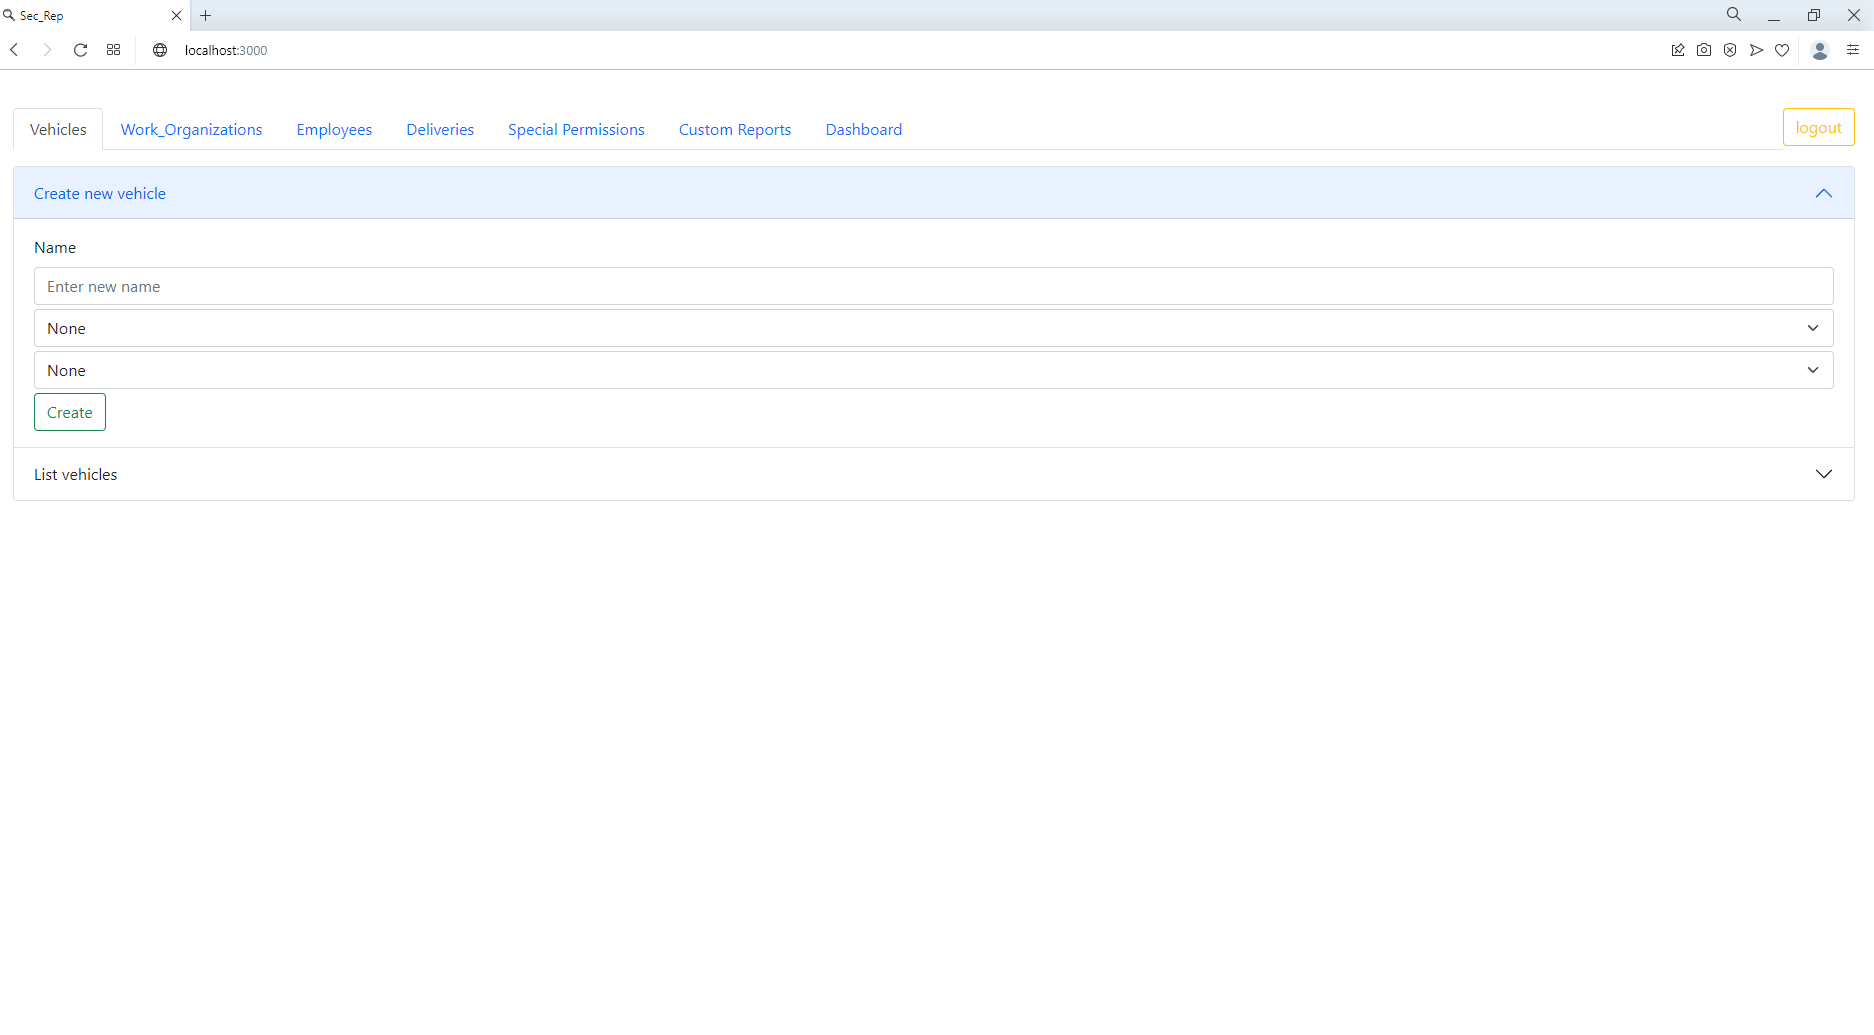 Sec_Rep
localhost:3000
Vehicles Work_Organizations Employees Deliveries Special Permissions Custom Reports Dashboard logout
Create new vehicle
Name
Enter new name
None
None
Create
List vehicles